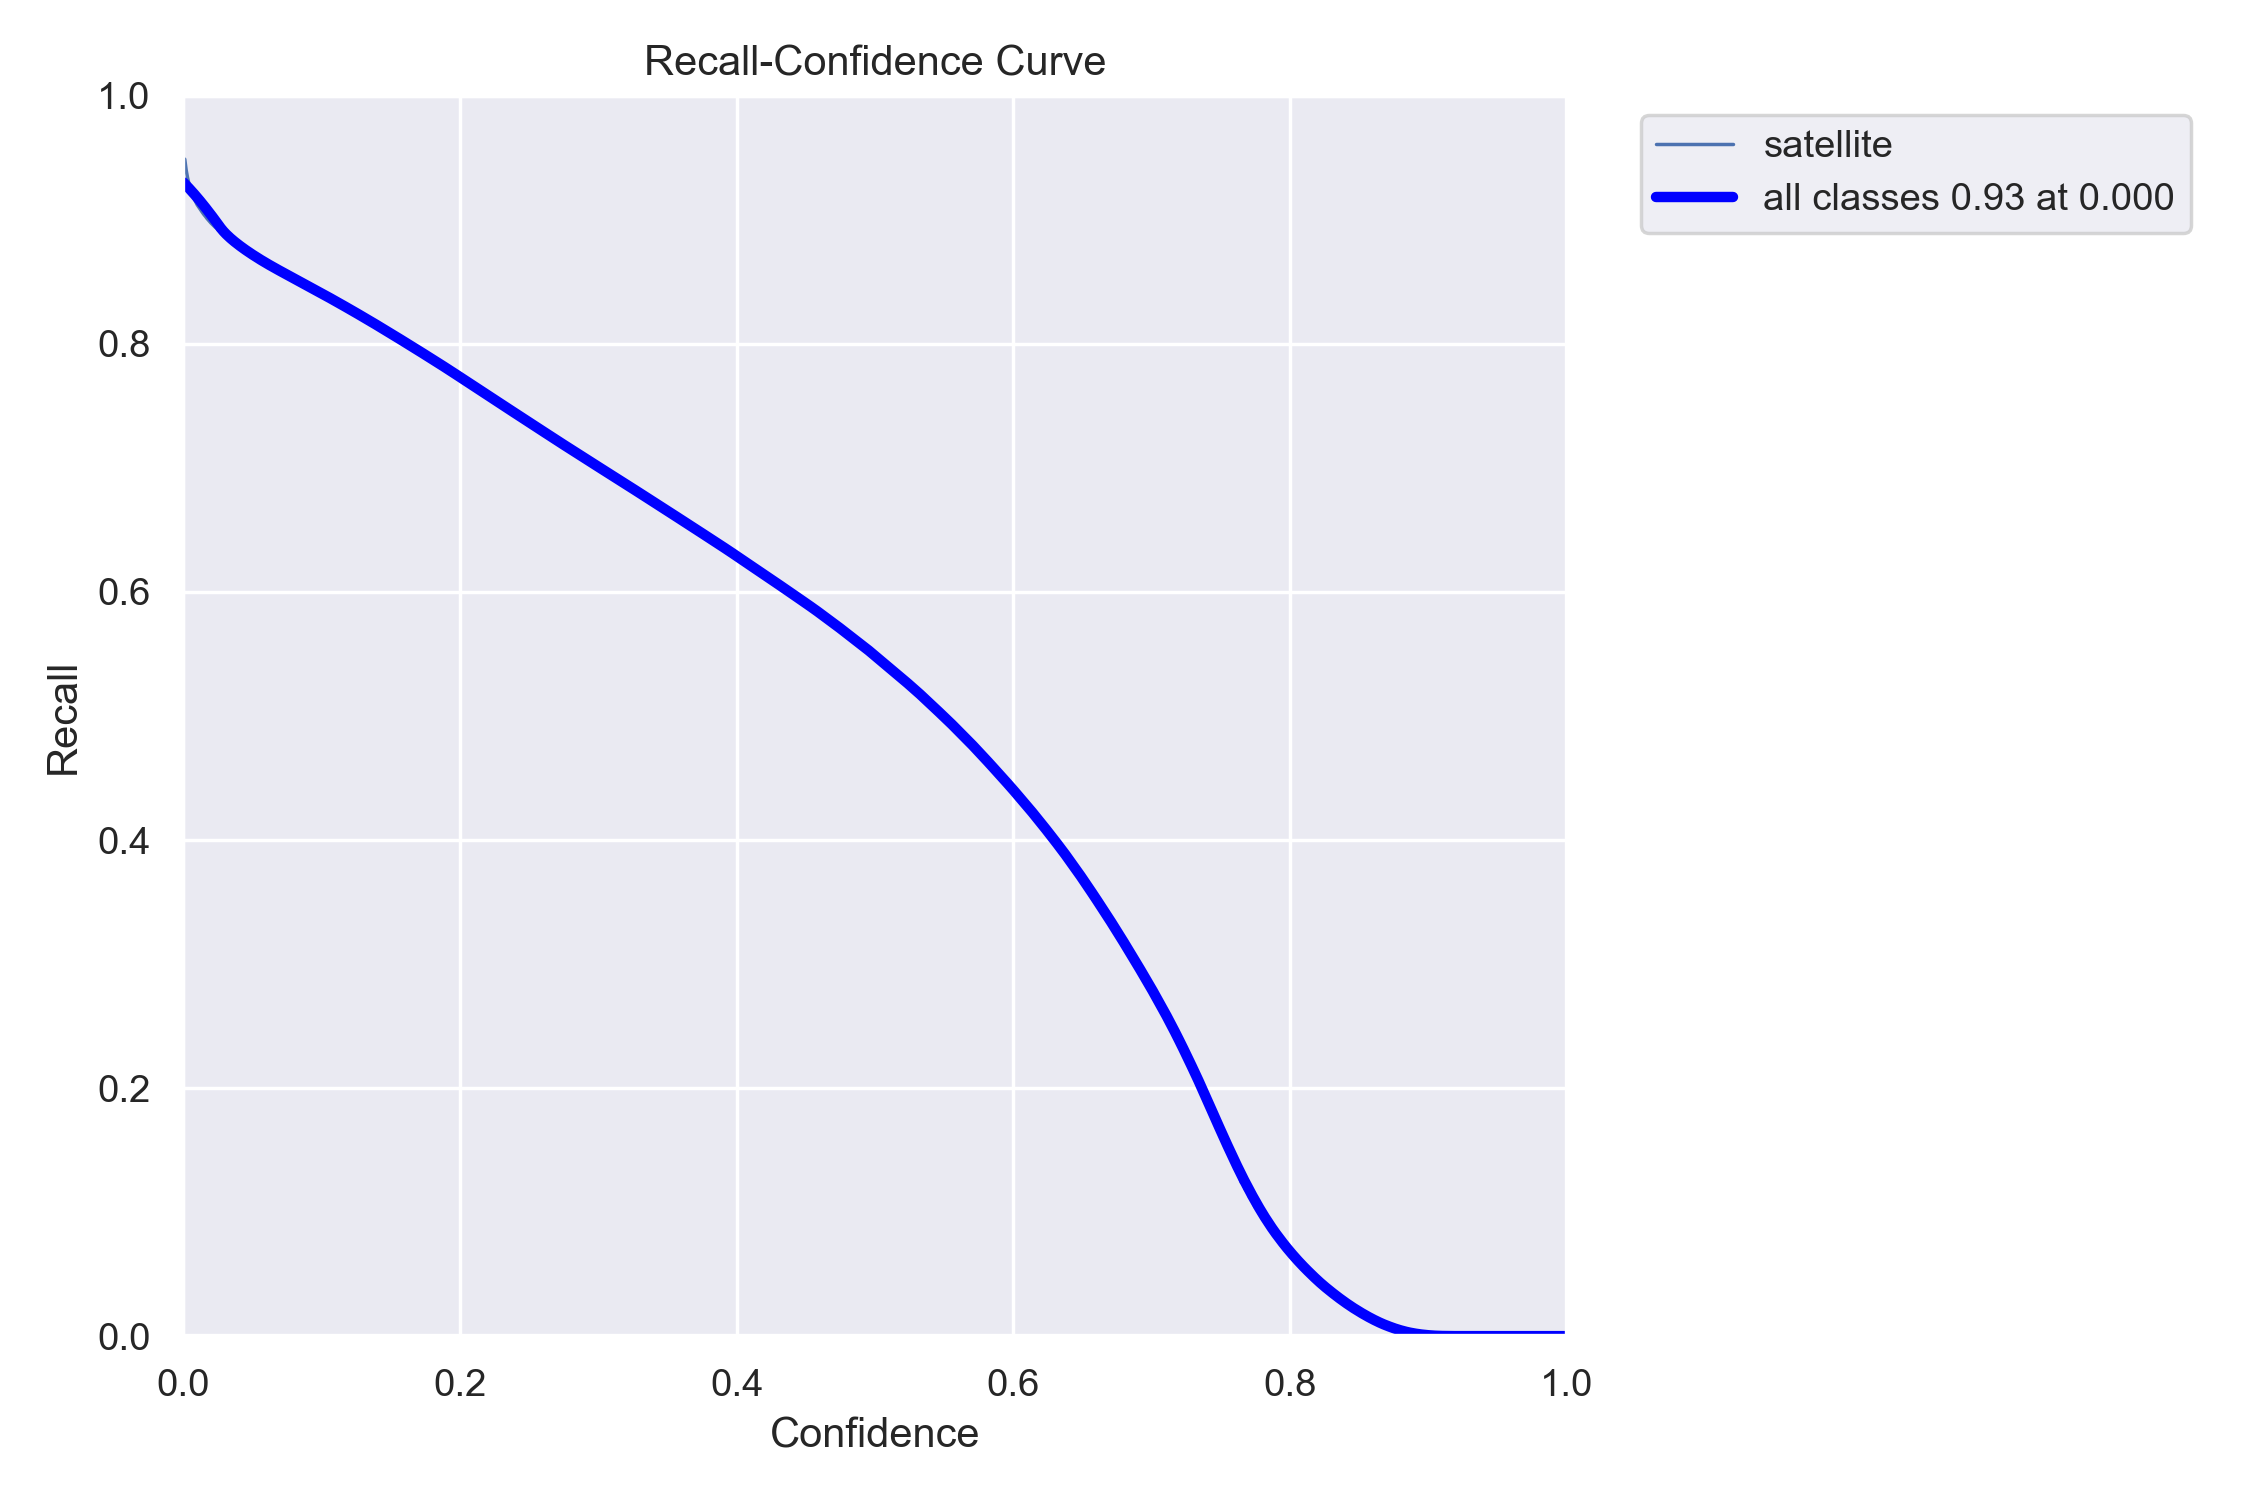 Recall-Confidence Curve
1.0
0.8
0.6
0.4
0.2
0.0
Recall
0.0 0.2 0.4 0.6 0.8 1.0
Confidence
satellite
all classes 0.93 at 0.000